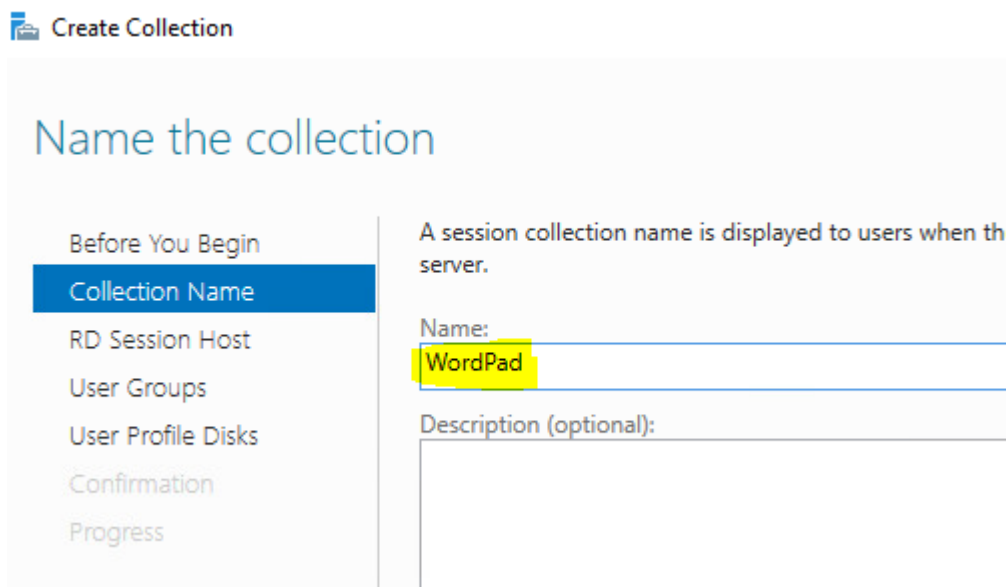 Create Collection
Name the collection
Before You Begin
Collection Name
RD Session Host
User Groups
User Profile Disks
Confirmation
Progress
A session collection name is displayed to users when th
server.
Name:
WordPad
Description (optional):